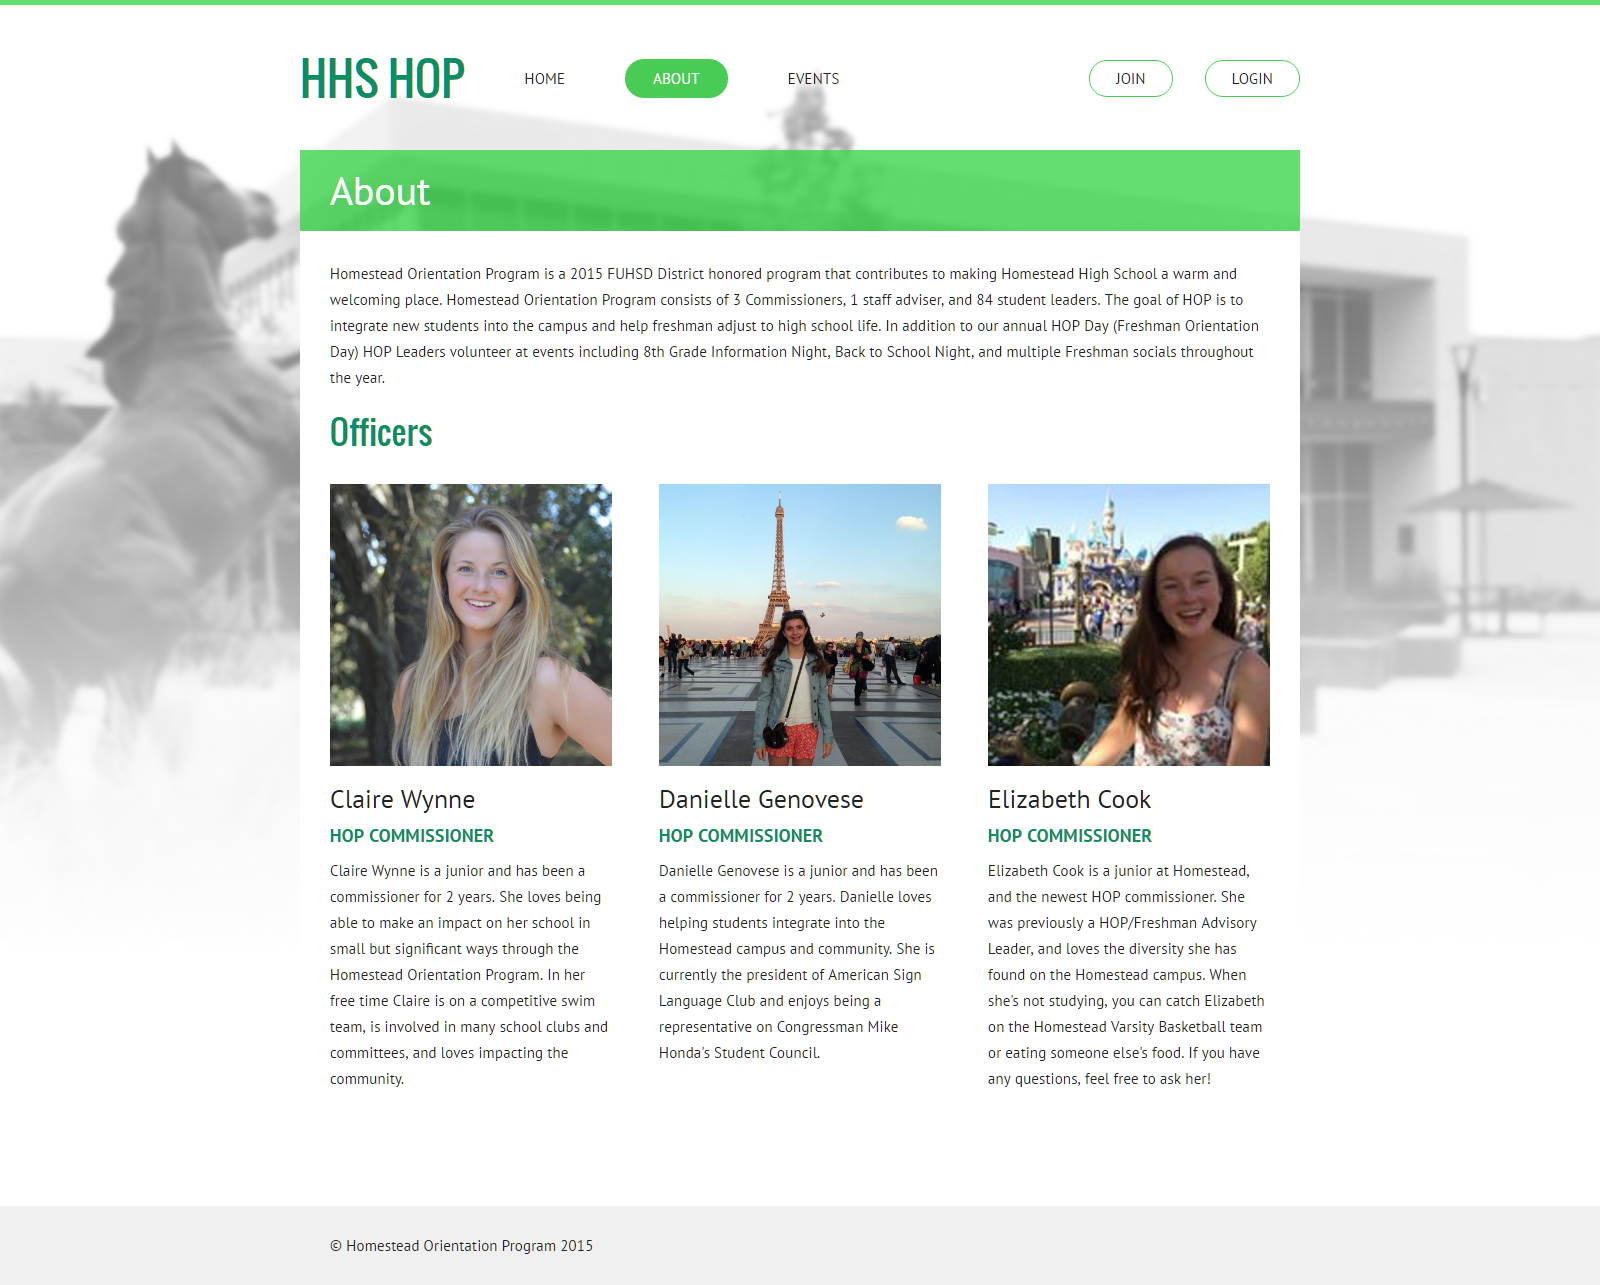 HHS HOP
HOME
ABOUT
EVENTS
JOIN
LOGIN
About
Homestead Orientation Program is a 2015 FUHSD District honored program that contributes to making Homestead High School a warm and
welcoming place. Homestead Orientation Program consists of 3 Commissioners, 1 staff adviser, and 84 student leaders. The goal of HOP is to
integrate new students into the campus and help freshman adjust to high school life. In addition to our annual HOP Day (Freshman Orientation
Day) HOP Leaders volunteer at events including 8th Grade Information Night, Back to School Night, and multiple Freshman socials throughout
the year.
Officers
Claire Wynne
HOP COMMISSIONER
Claire Wynne is a junior and has been a
commissioner for 2 years. She loves being
able to make an impact on her school in
small but significant ways through the
Homestead Orientation Program. In her
free time Claire is on a competitive swim
team, is involved in many school clubs and
committees, and loves impacting the
community.
Danielle Genovese
HOP COMMISSIONER
Danielle Genovese is a junior and has been
a commissioner for 2 years. Danielle loves
helping students integrate into the
Homestead campus and community. She is
currently the president of American Sign
Language Club and enjoys being a
representative on Congressman Mike
Honda's Student Council.
Elizabeth Cook
HOP COMMISSIONER
Elizabeth Cook is a junior at Homestead,
and the newest HOP commissioner. She
was previously a HOP/Freshman Advisory
Leader, and loves the diversity she has
found on the Homestead campus. When
she's not studying, you can catch Elizabeth
on the Homestead Varsity Basketball team
or eating someone else's food. If you have
any questions, feel free to ask her!
© Homestead Orientation Program 2015